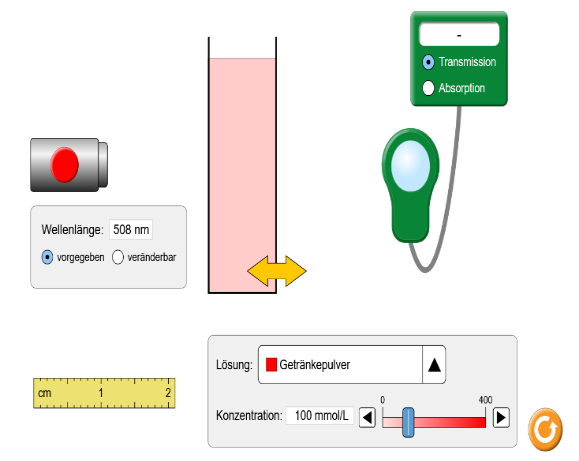 -
Transmission
Absorption
Wellenlänge: 508 nm
vorgegeben veränderbar
cm 1 2
Lösung: Getränkepulver
0 400
Konzentration: 100 mmol/L